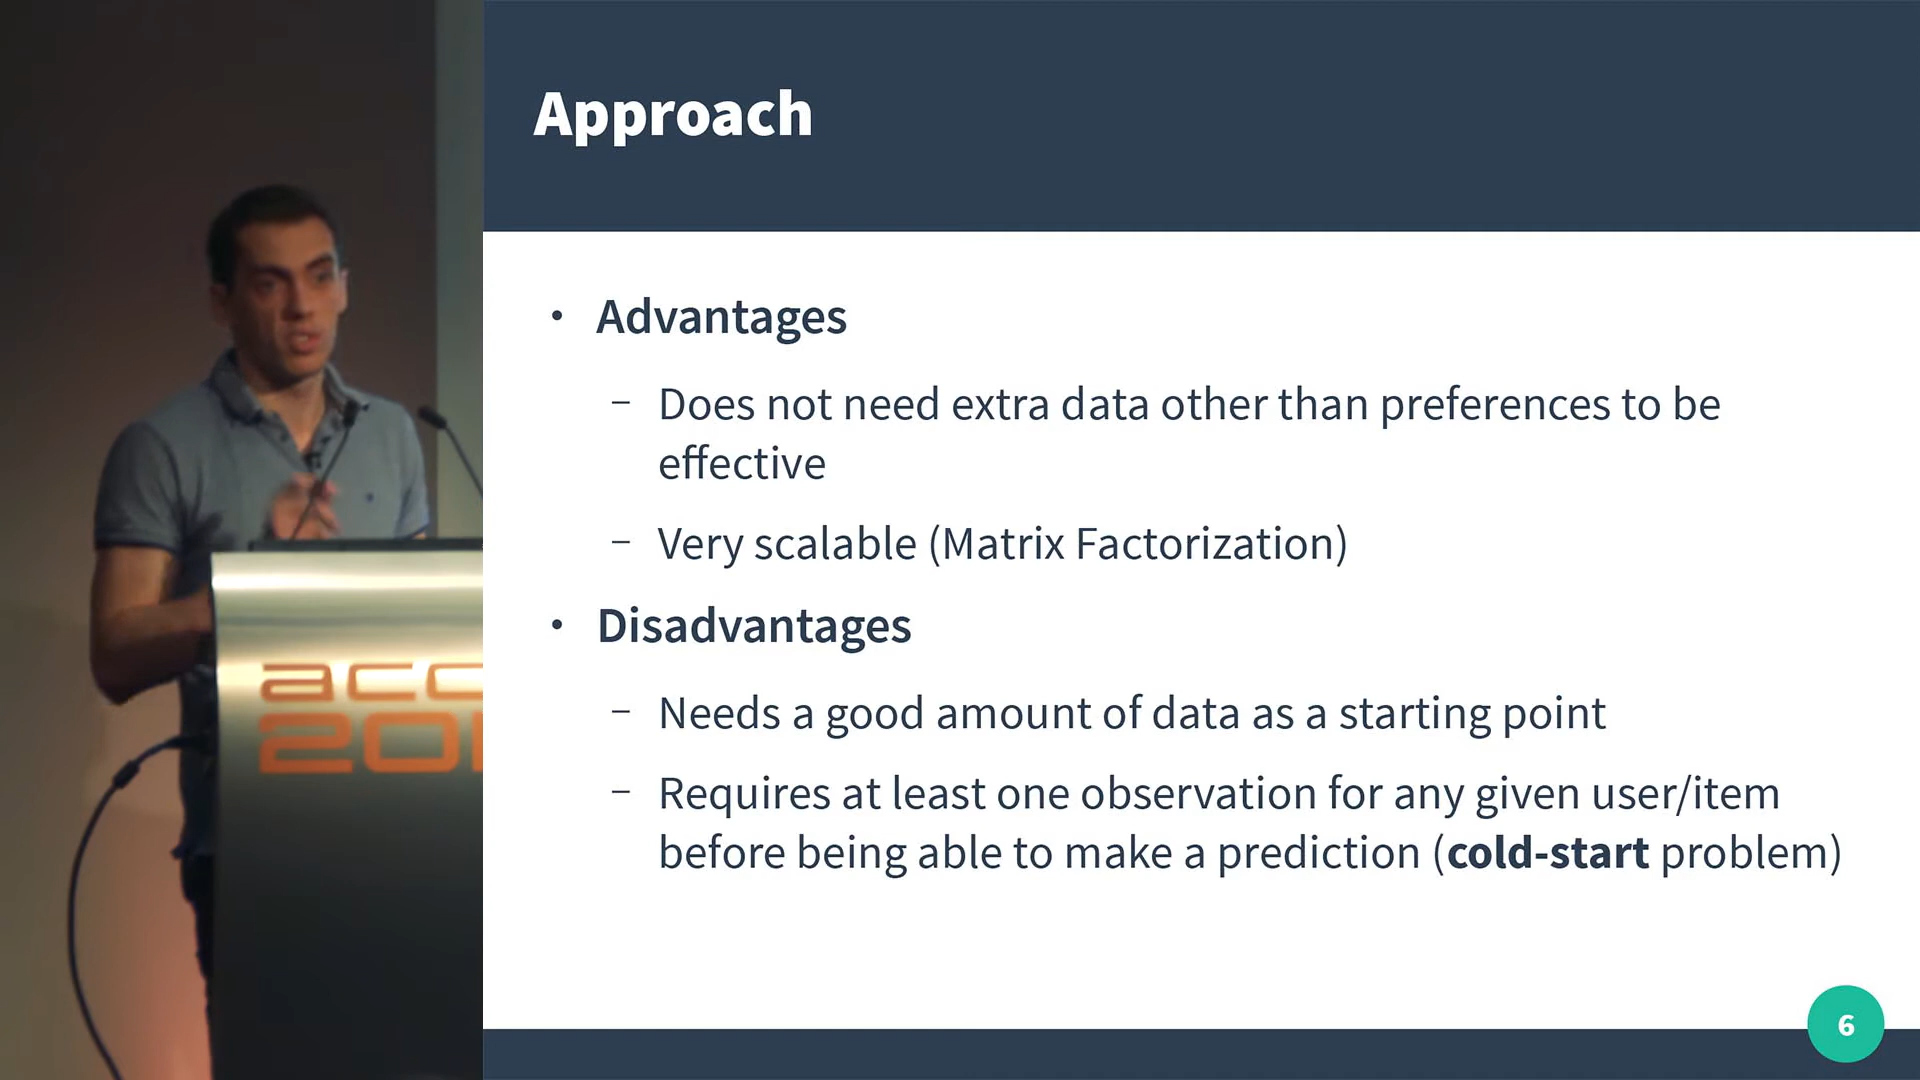 Approach
• Advantages
– Does not need extra data other than preferences to be
effective
– Very scalable (Matrix Factorization)
• Disadvantages
– Needs a good amount of data as a starting point
– Requires at least one observation for any given user/item
before being able to make a prediction (cold-start problem)
6
acc
201